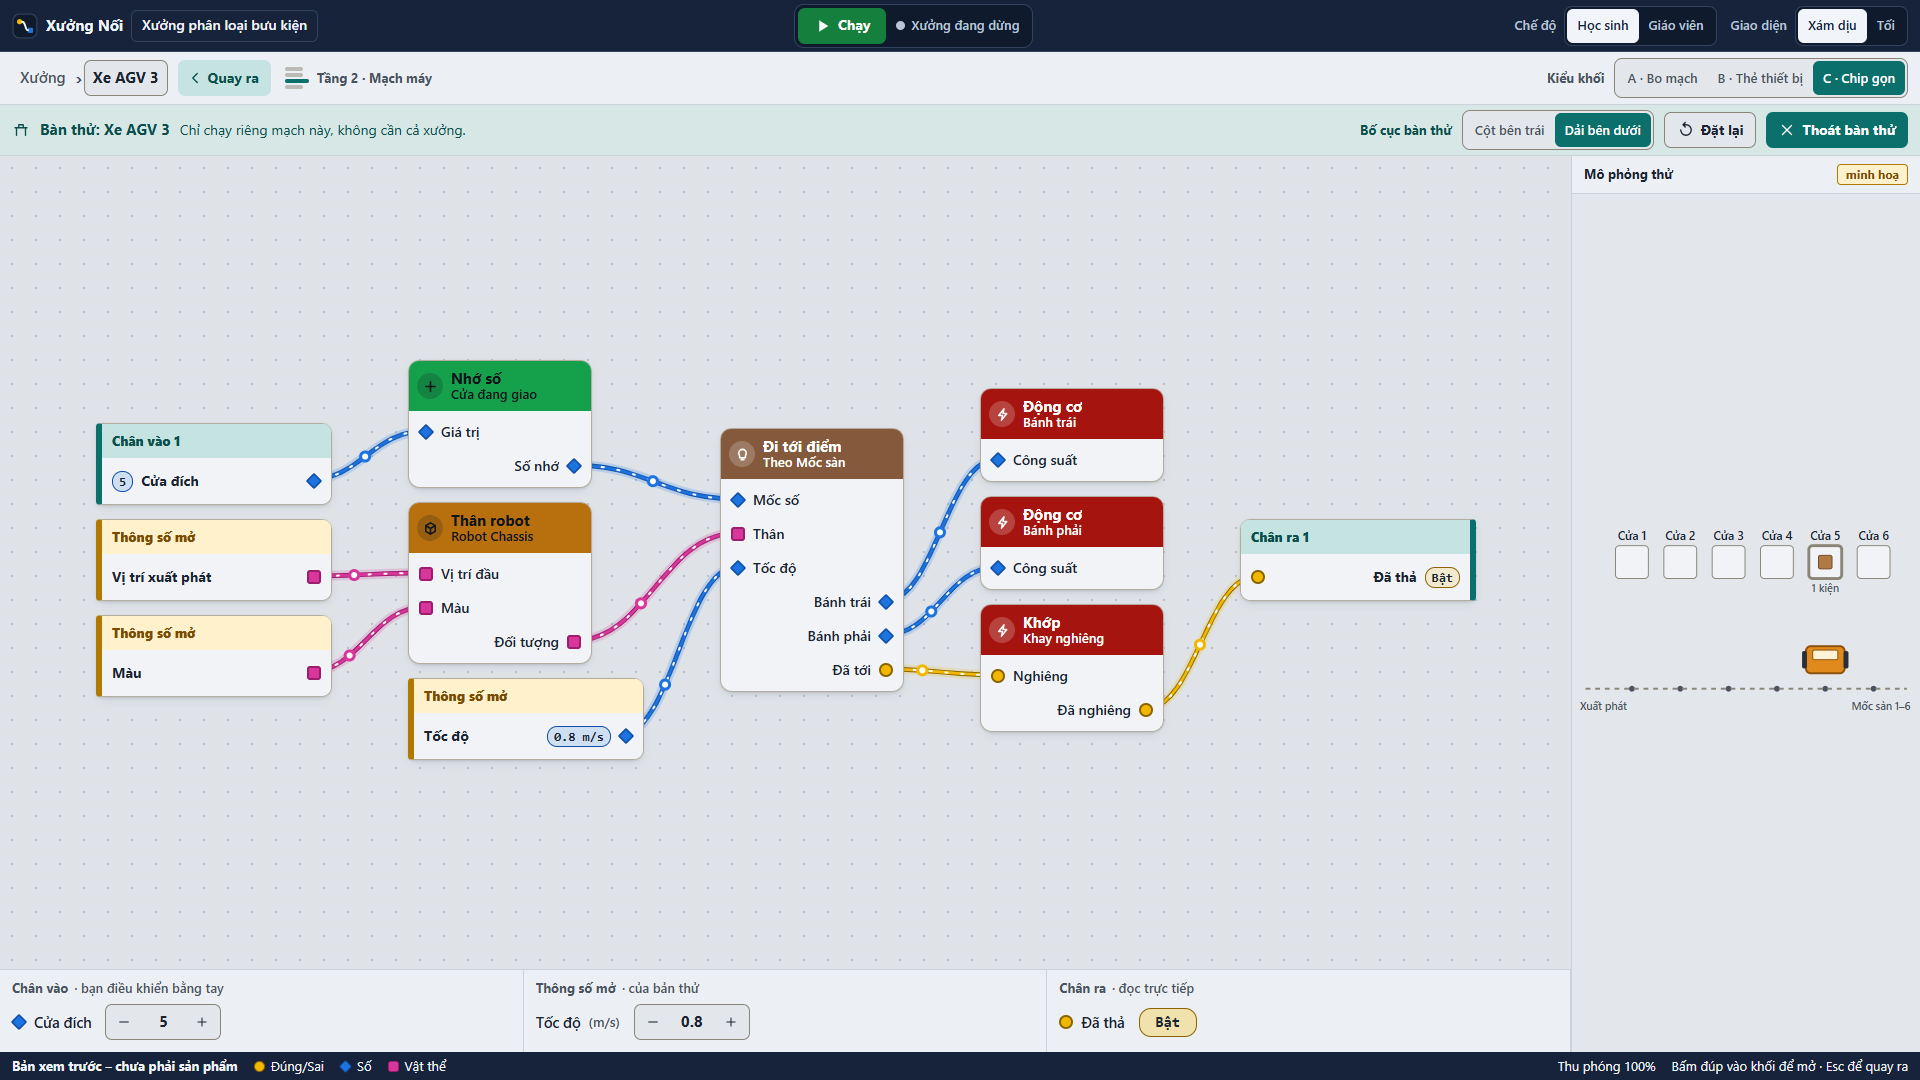 Xưởng Nối
Xưởng phân loại bưu kiện
Chạy
Xưởng đang dừng
Chế độ
Học sinh
Giáo viên
Giao diện
Xám dịu
Tối
Xưởng › Xe AGV 3
Quay ra
Tầng 2 · Mạch máy
Kiểu khối
A · Bo mạch
B · Thẻ thiết bị
C · Chip gọn
Bàn thử: Xe AGV 3
Chỉ chạy riêng mạch này, không cần cả xưởng.
Bố cục bàn thử
Cột bên trái
Dải bên dưới
Đặt lại
Thoát bàn thử
Mô phỏng thử
minh hoạ
Chân vào 1
5 Cửa đích
Thông số mở
Vị trí xuất phát
Thông số mở
Màu
Nhớ số
Cửa đang giao
Giá trị
Số nhớ
Thân robot
Robot Chassis
Vị trí đầu
Màu
Đối tượng
Thông số mở
Tốc độ
0.8 m/s
Đi tới điểm
Theo Mốc sàn
Mốc số
Thân
Tốc độ
Bánh trái
Bánh phải
Đã tới
Động cơ
Bánh trái
Công suất
Động cơ
Bánh phải
Công suất
Khớp
Khay nghiêng
Nghiêng
Đã nghiêng
Chân ra 1
Đã thả
Bật
Cửa 1
Cửa 2
Cửa 3
Cửa 4
Cửa 5
Cửa 6
1 kiện
Xuất phát
Mốc sàn 1–6
Chân vào · bạn điều khiển bằng tay
Cửa đích
− 5 +
Thông số mở · của bản thử
Tốc độ (m/s)
− 0.8 +
Chân ra · đọc trực tiếp
Đã thả
Bật
Bản xem trước – chưa phải sản phẩm
Đúng/Sai
Số
Vật thể
Thu phóng 100%
Bấm đúp vào khối để mở · Esc để quay ra